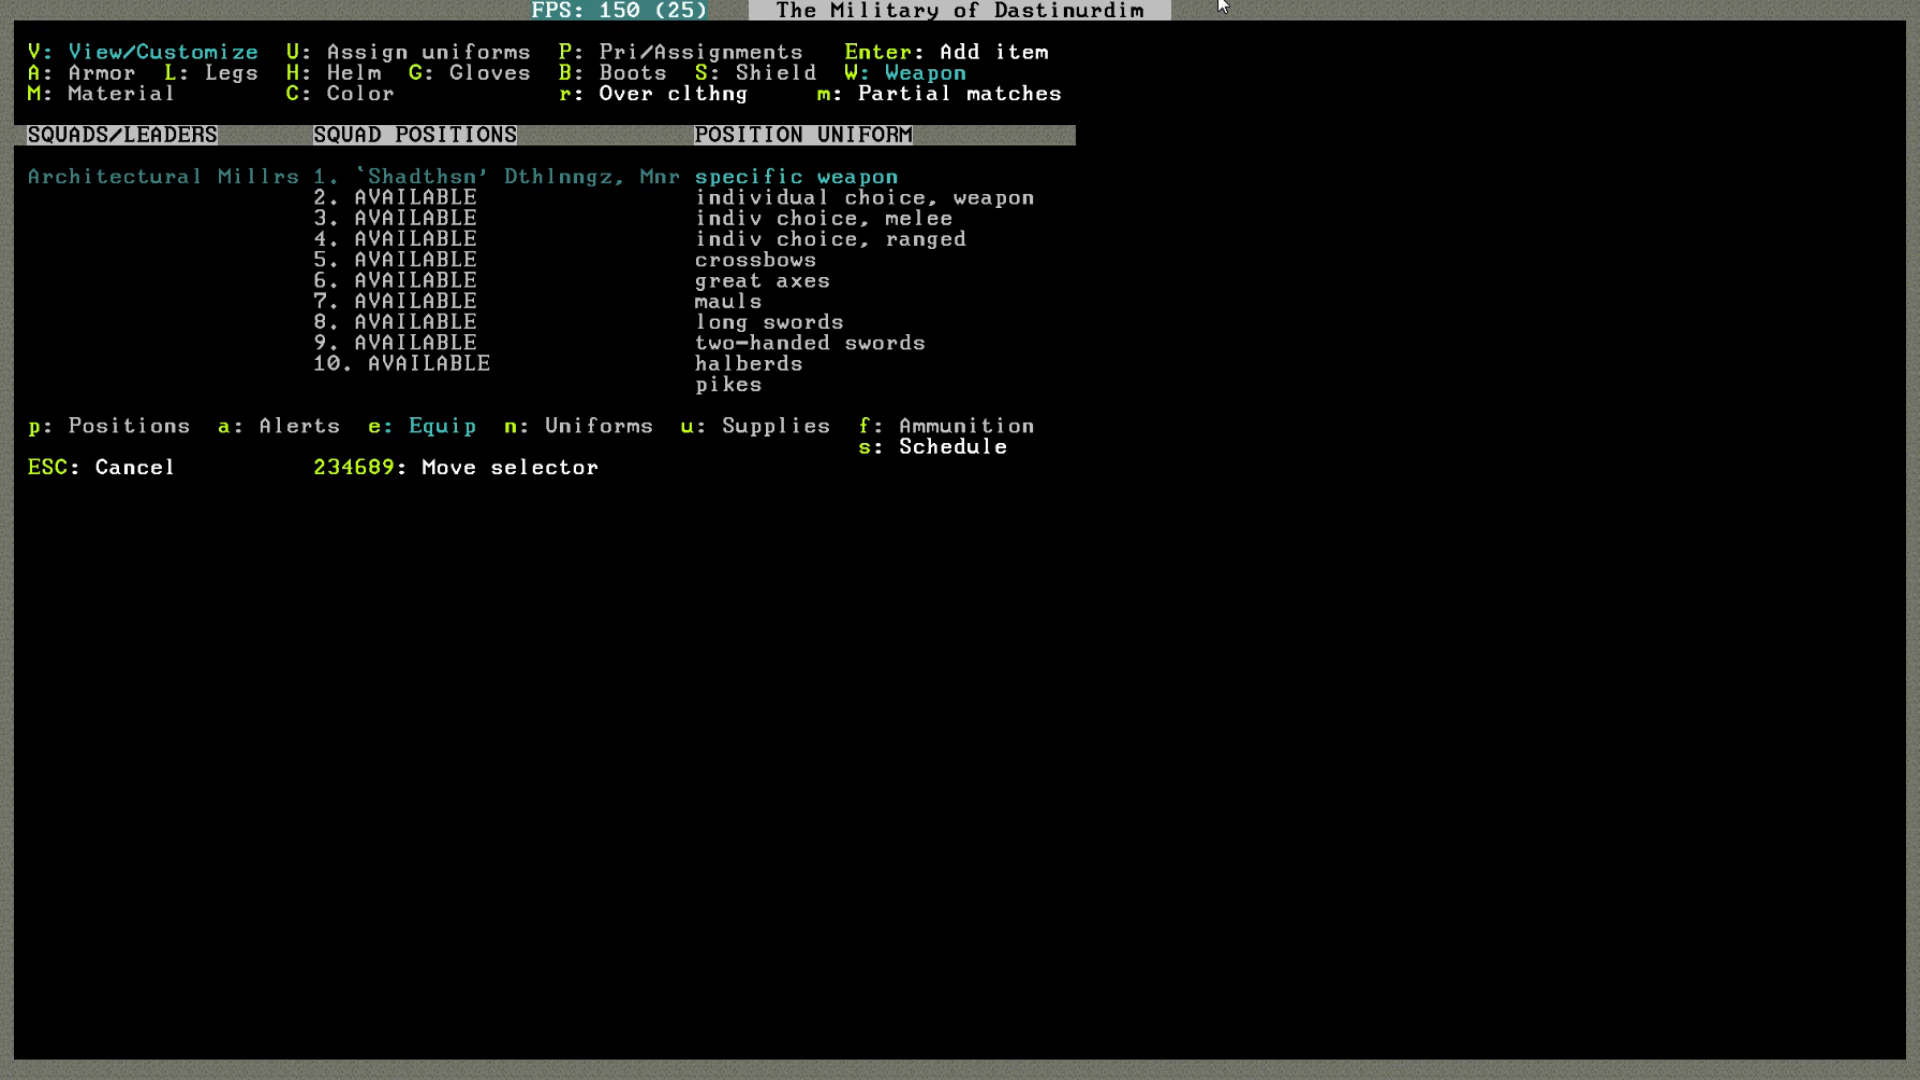 FPS: 150 (25) The Military of Dastinurdim
V: View/Customize U: Assign uniforms P: Pri/Assignments Enter: Add item
A: Armor L: Legs H: Helm G: Gloves B: Boots S: Shield W: Weapon
M: Material C: Color r: Over clthng m: Partial matches
SQUADS/LEADERS SQUAD POSITIONS POSITION UNIFORM
Architectural Millrs 1. `Shadthsn' Dthlnngz, Mnr specific weapon
2. AVAILABLE individual choice, weapon
3. AVAILABLE indiv choice, melee
4. AVAILABLE indiv choice, ranged
5. AVAILABLE crossbows
6. AVAILABLE great axes
7. AVAILABLE mauls
8. AVAILABLE long swords
9. AVAILABLE two-handed swords
10. AVAILABLE halberds
pikes
p: Positions a: Alerts e: Equip n: Uniforms u: Supplies f: Ammunition
s: Schedule
ESC: Cancel 234689: Move selector